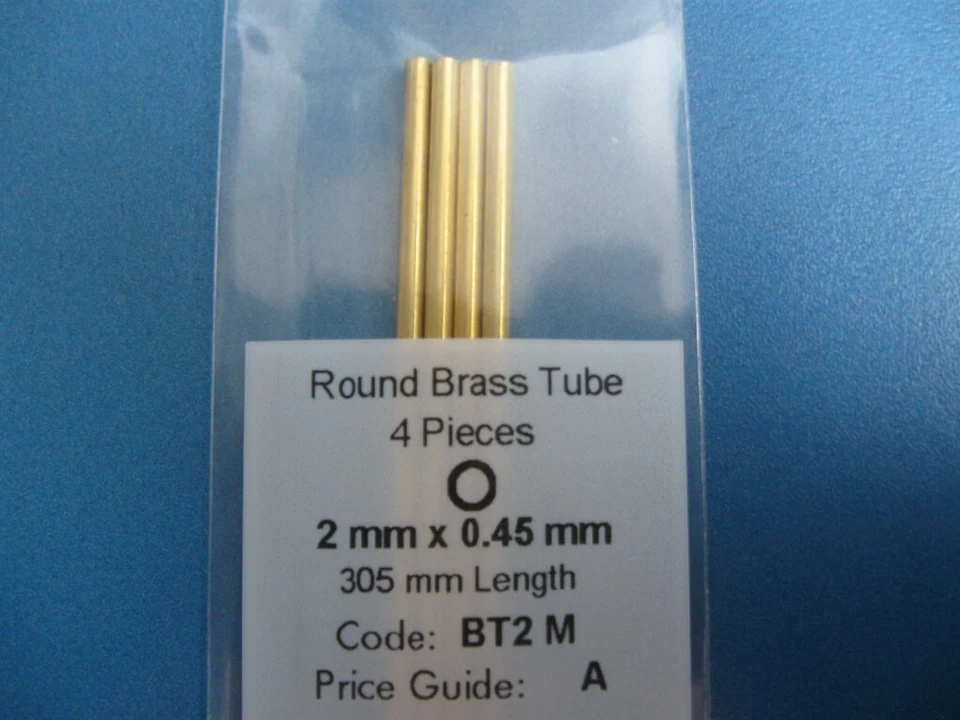 Round Brass Tube
4 Pieces
2 mm x 0.45 mm
305 mm Length
Code: BT2 M
Price Guide: A